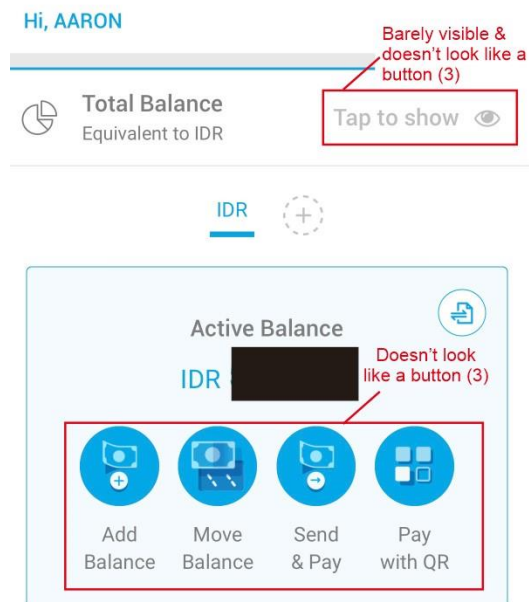 Hi, AARON
Barely visible &
doesn't look like a
button (3)
Total Balance
Equivalent to IDR
Tap to show
IDR
Active Balance
IDR
Doesn't look
like a button (3)
Add
Balance
Move
Balance
Send
& Pay
Pay
with QR